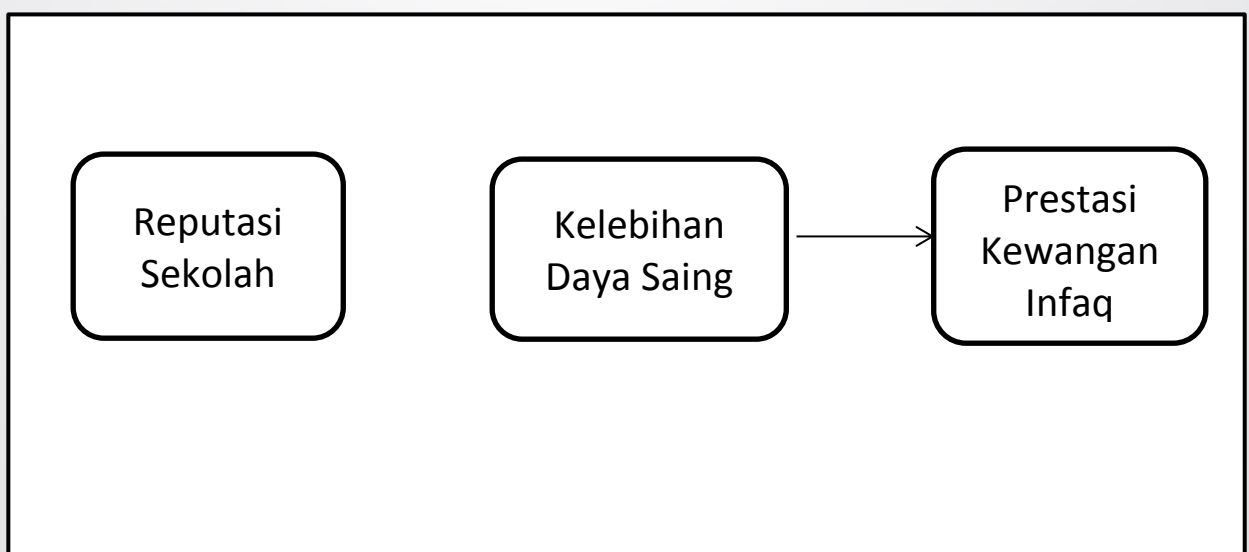 Reputasi
Sekolah
Kelebihan
Daya Saing
Prestasi
Kewangan
Infaq